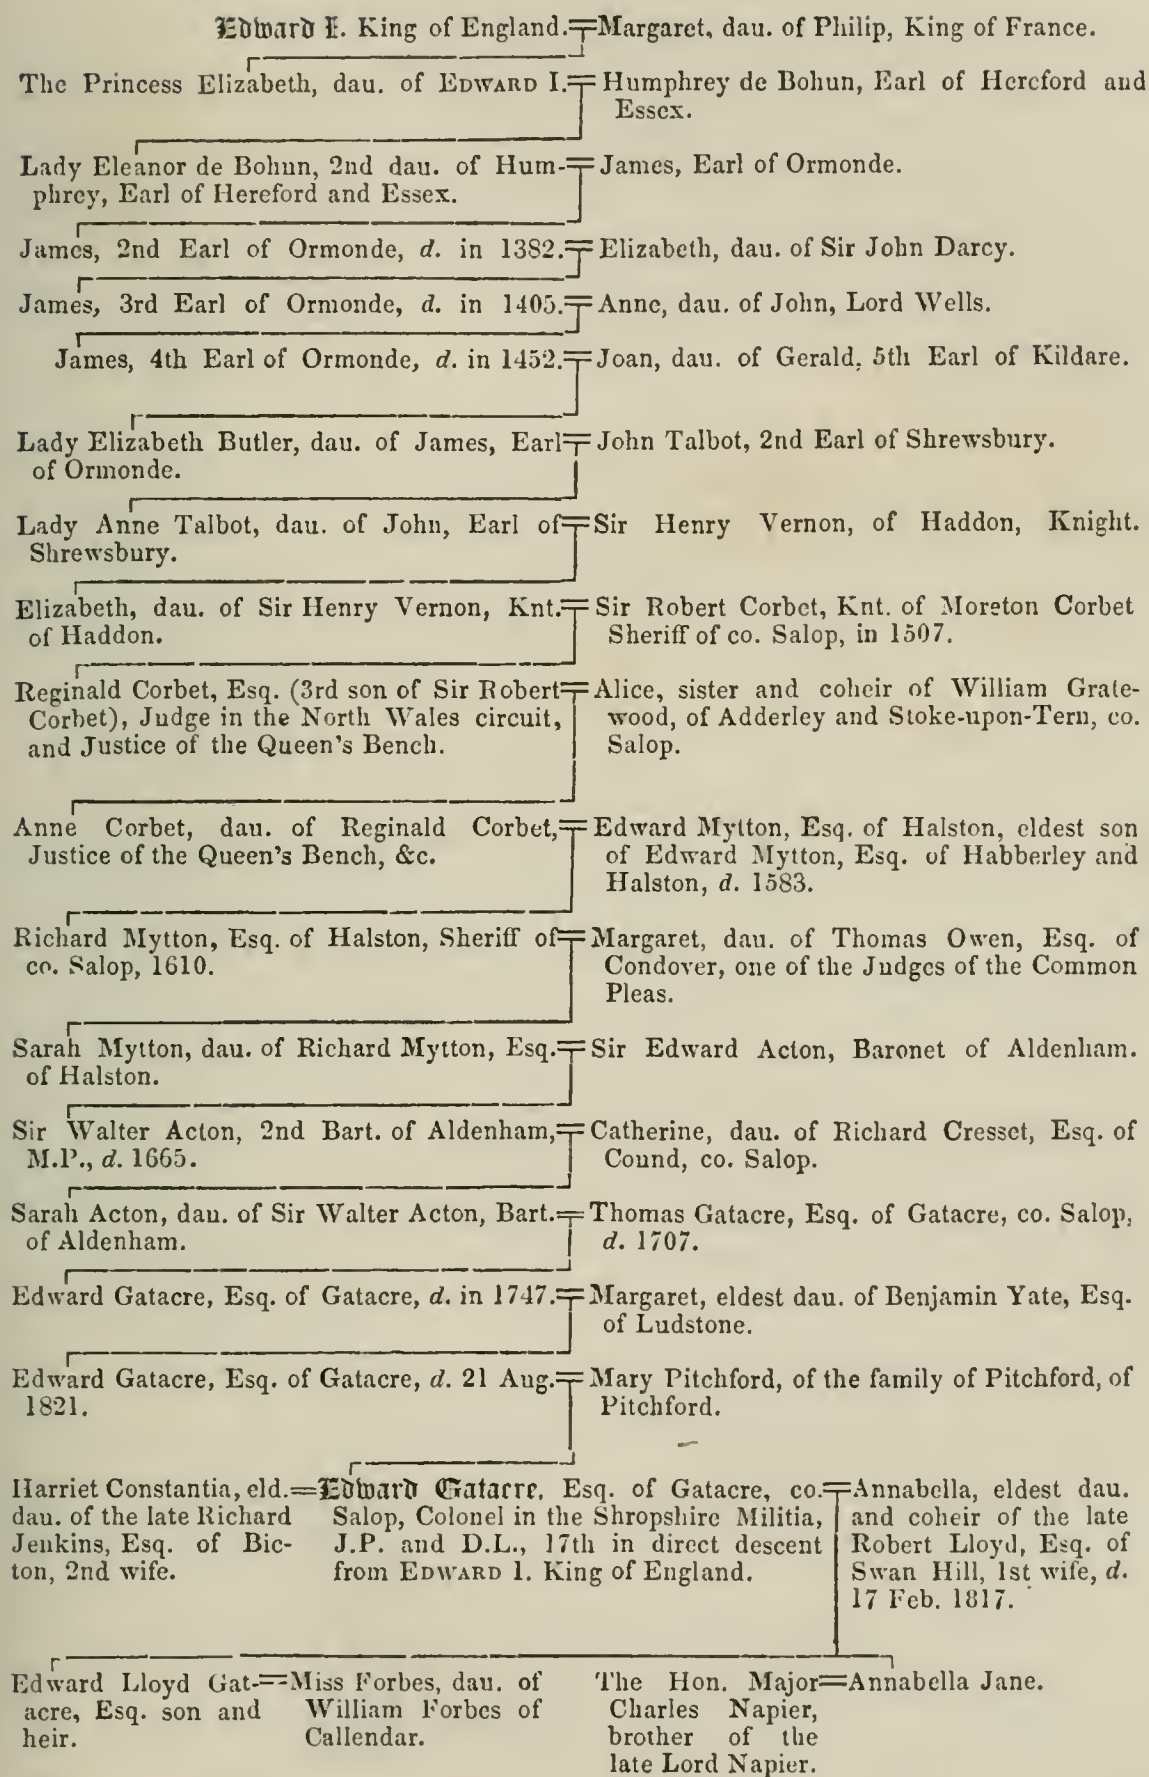 Edward I. King of England.=Margaret, dau. of Philip, King of France.
The Princess Elizabeth, dau. of EDWARD I.=Humphrey de Bohun, Earl of Hereford and
Essex.
Lady Eleanor de Bohun, 2nd dau. of Hum-=James, Earl of Ormonde.
phrey, Earl of Hereford and Essex.
James, 2nd Earl of Ormonde, d. in 1382.=Elizabeth, dau. of Sir John Darcy.
James, 3rd Earl of Ormonde, d. in 1405.=Anne, dau. of John, Lord Wells.
James, 4th Earl of Ormonde, d. in 1452.=Joan, dau. of Gerald, 5th Earl of Kildare.
Lady Elizabeth Butler, dau. of James, Earl=John Talbot, 2nd Earl of Shrewsbury.
of Ormonde.
Lady Anne Talbot, dau. of John, Earl of=Sir Henry Vernon, of Haddon, Knight.
Shrewsbury.
Elizabeth, dau. of Sir Henry Vernon, Knt.=Sir Robert Corbet, Knt. of Moreton Corbet
of Haddon. Sheriff of co. Salop, in 1507.
Reginald Corbet, Esq. (3rd son of Sir Robert=Alice, sister and coheir of William Grate-
Corbet), Judge in the North Wales circuit, wood, of Adderley and Stoke-upon-Tern, co.
and Justice of the Queen's Bench. Salop.
Anne Corbet, dau. of Reginald Corbet,=Edward Mytton, Esq. of Halston, eldest son
Justice of the Queen's Bench, &c. of Edward Mytton, Esq. of Habberley and
Halston, d. 1583.
Richard Mytton, Esq. of Halston, Sheriff of=Margaret, dau. of Thomas Owen, Esq. of
co. Salop, 1610. Condover, one of the Judges of the Common
Pleas.
Sarah Mytton, dau. of Richard Mytton, Esq.=Sir Edward Acton, Baronet of Aldenham.
of Halston.
Sir Walter Acton, 2nd Bart. of Aldenham,=Catherine, dau. of Richard Cresset, Esq. of
M.P., d. 1665. Cound, co. Salop.
Sarah Acton, dau. of Sir Walter Acton, Bart.=Thomas Gatacre, Esq. of Gatacre, co. Salop,
of Aldenham. d. 1707.
Edward Gatacre, Esq. of Gatacre, d. in 1747.=Margaret, eldest dau. of Benjamin Yate, Esq.
of Ludstone.
Edward Gatacre, Esq. of Gatacre, d. 21 Aug.=Mary Pitchford, of the family of Pitchford, of
1821. Pitchford.
Harriet Constantia, eld.=Edward Gatacre, Esq. of Gatacre, co.=Annabella, eldest dau.
dau. of the late Richard Salop, Colonel in the Shropshire Militia, and coheir of the late
Jenkins, Esq. of Bic- J.P. and D.L., 17th in direct descent Robert Lloyd, Esq. of
ton, 2nd wife. from EDWARD I. King of England. Swan Hill, 1st wife, d.
17 Feb. 1817.
Edward Lloyd Gat-=Miss Forbes, dau. of The Hon. Major=Annabella Jane.
acre, Esq. son and William Forbes of Charles Napier,
heir. Callendar. brother of the
late Lord Napier.